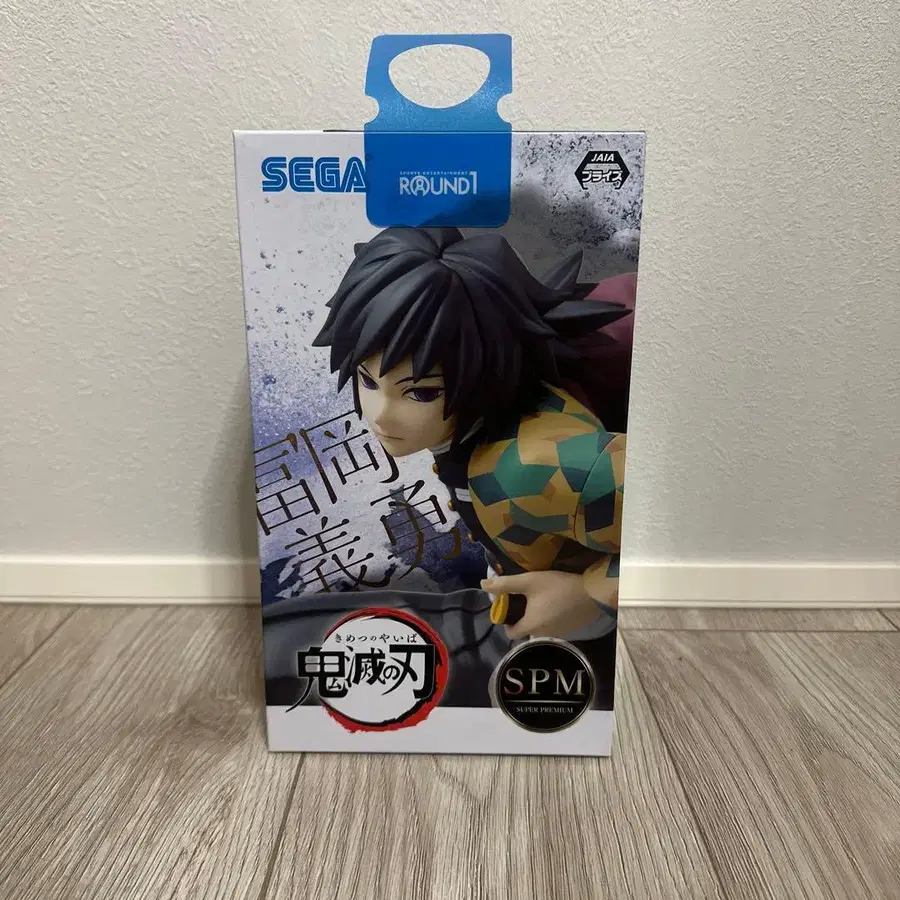 SEGA
SPORTS ENTERTAINMENT
ROUND1
JAIA
プライズ
冨岡
義勇
きめつのやいば
鬼滅の刃
SPM
SUPER PREMIUM